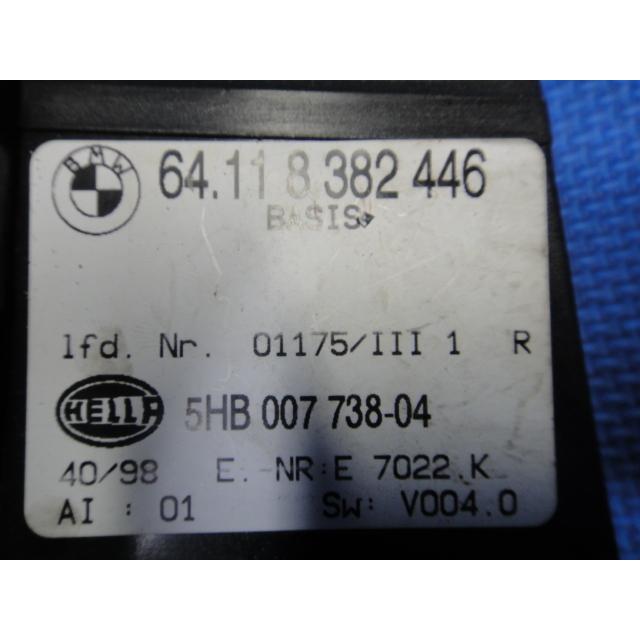 BMW
64.11 8 382 446
BASIS
lfd. Nr. 01175/III 1 R
HELLA
5HB 007 738-04
40/98 E.-NR:E 7022.K
AI : 01 SW: V004.0